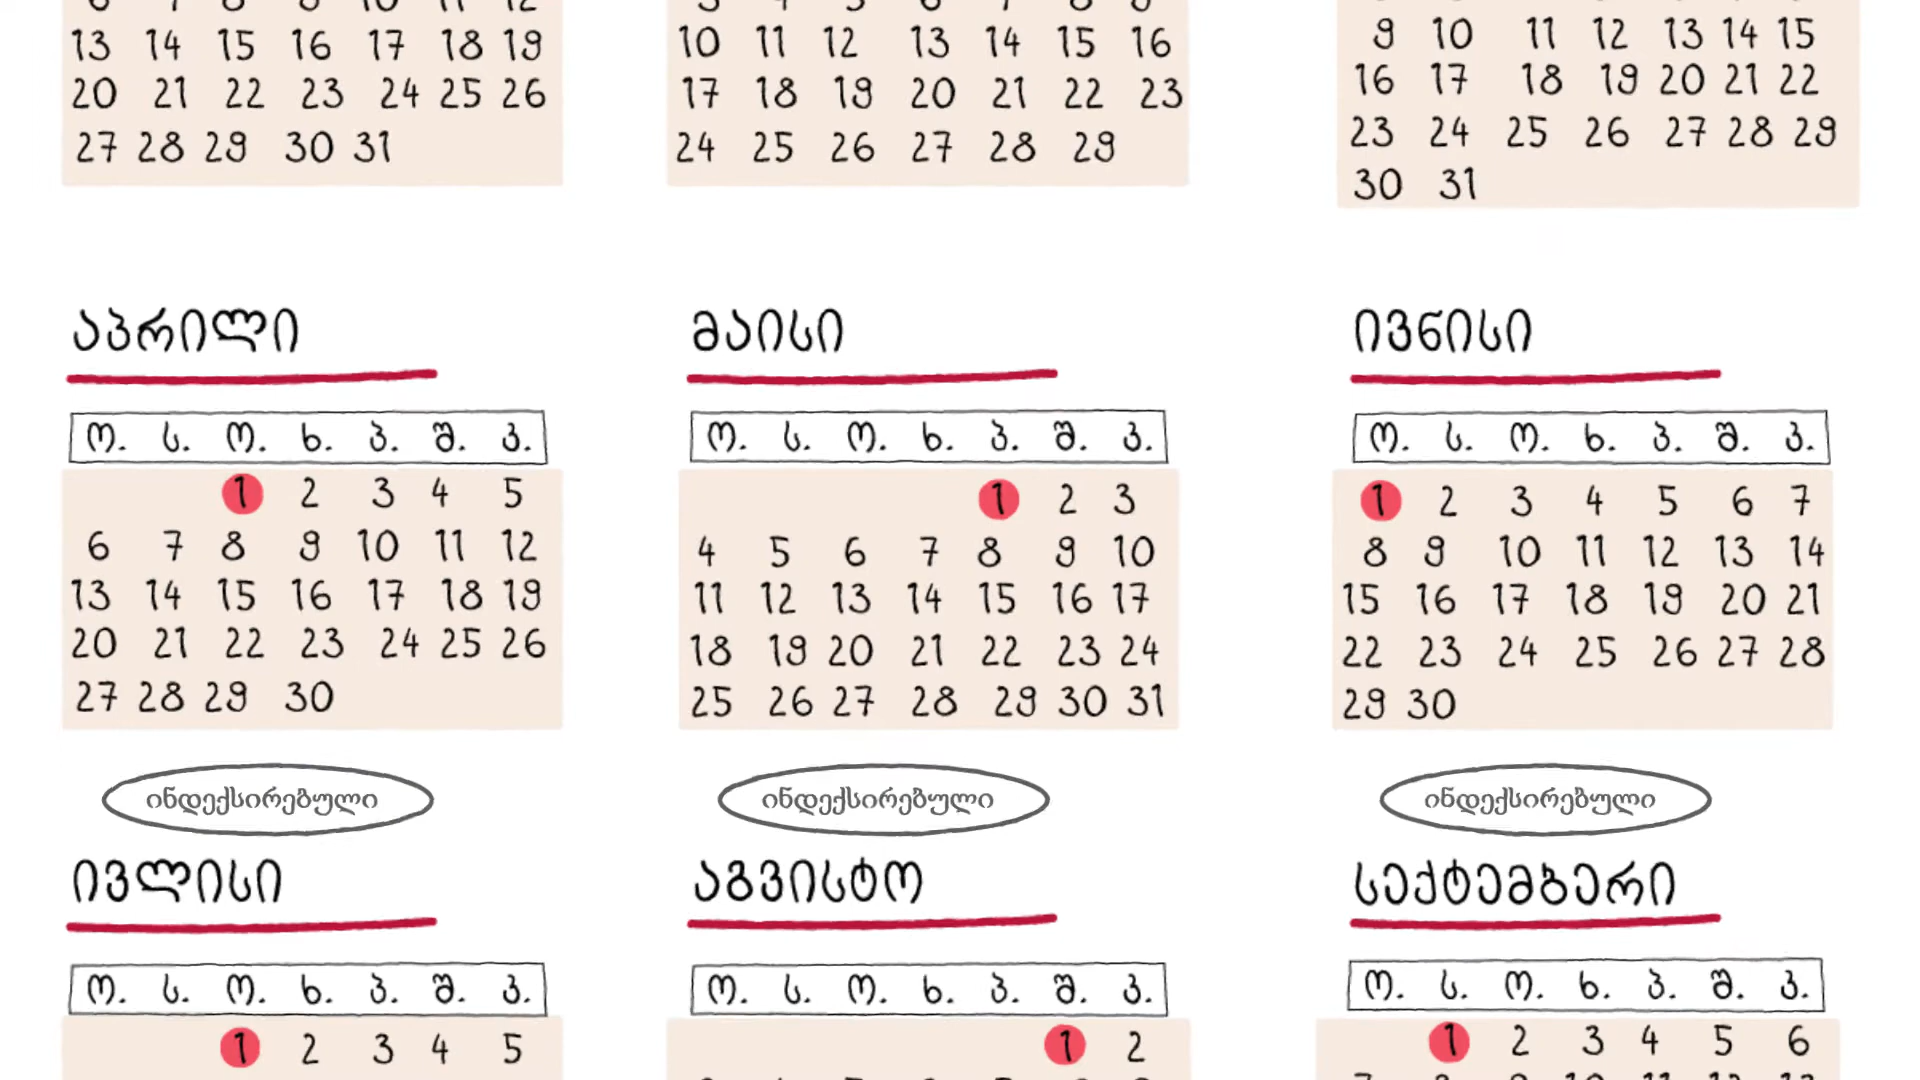 13 14 15 16 17 18 19
20 21 22 23 24 25 26
27 28 29 30 31
10 11 12 13 14 15 16
17 18 19 20 21 22 23
24 25 26 27 28 29
9 10 11 12 13 14 15
16 17 18 19 20 21 22
23 24 25 26 27 28 29
30 31
აპრილი
ო. ს. ო. ხ. პ. შ. კ.
1 2 3 4 5
6 7 8 9 10 11 12
13 14 15 16 17 18 19
20 21 22 23 24 25 26
27 28 29 30
ინდექსირებული
მაისი
ო. ს. ო. ხ. პ. შ. კ.
1 2 3
4 5 6 7 8 9 10
11 12 13 14 15 16 17
18 19 20 21 22 23 24
25 26 27 28 29 30 31
ინდექსირებული
ივნისი
ო. ს. ო. ხ. პ. შ. კ.
1 2 3 4 5 6 7
8 9 10 11 12 13 14
15 16 17 18 19 20 21
22 23 24 25 26 27 28
29 30
ინდექსირებული
ივლისი
ო. ს. ო. ხ. პ. შ. კ.
1 2 3 4 5
აგვისტო
ო. ს. ო. ხ. პ. შ. კ.
1 2
სექტემბერი
ო. ს. ო. ხ. პ. შ. კ.
1 2 3 4 5 6